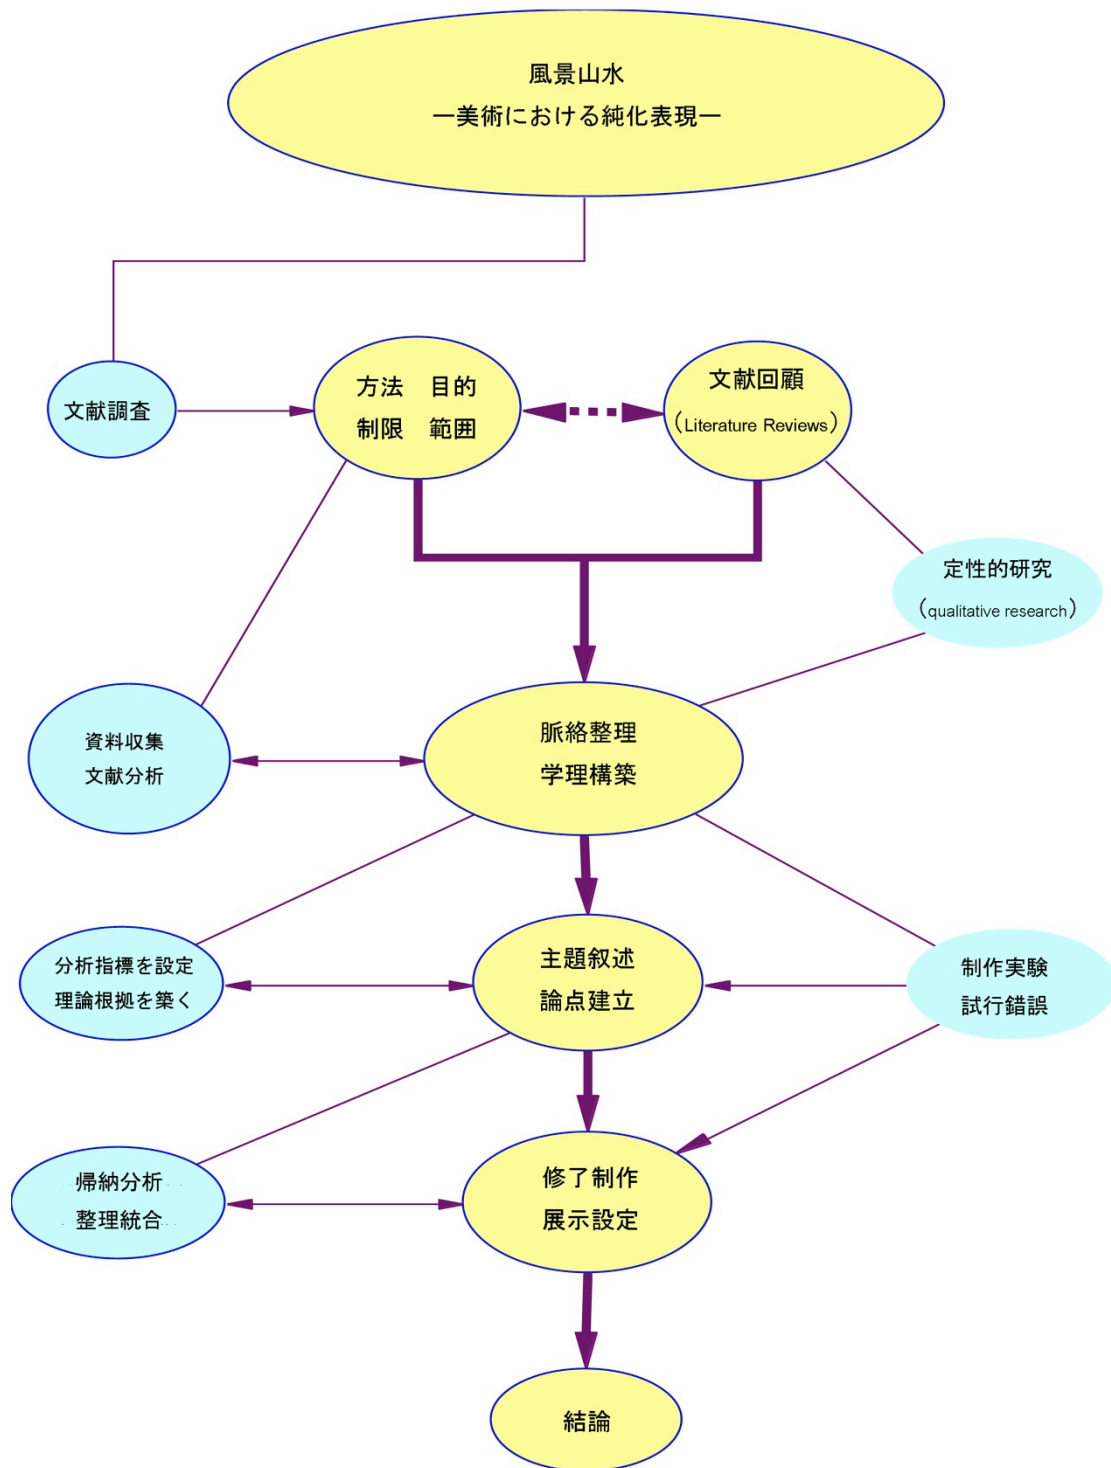 風景山水
―美術における純化表現―
文献調査
方法　目的
制限　範囲
文献回顧
（Literature Reviews）
定性的研究
（qualitative research）
資料収集
文献分析
脈絡整理
学理構築
分析指標を設定
理論根拠を築く
主題叙述
論点建立
制作実験
試行錯誤
帰納分析
整理統合
修了制作
展示設定
結論